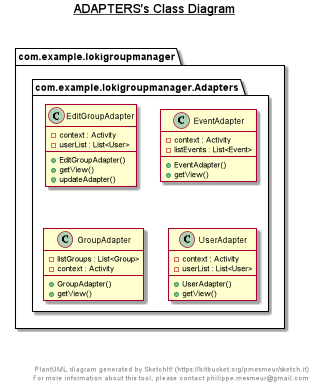 ADAPTERS's Class Diagram
com.example.lokigroupmanager
com.example.lokigroupmanager.Adapters
C EditGroupAdapter
context : Activity
userList : List<User>
EditGroupAdapter()
getView()
updateAdapter()
C EventAdapter
context : Activity
listEvents : List<Event>
EventAdapter()
getView()
C GroupAdapter
listGroups : List<Group>
context : Activity
GroupAdapter()
getView()
C UserAdapter
context : Activity
userList : List<User>
UserAdapter()
getView()
PlantUML diagram generated by SketchIt! (https://bitbucket.org/pmesmeur/sketch.it)
For more information about this tool, please contact philippe.mesmeur@gmail.com